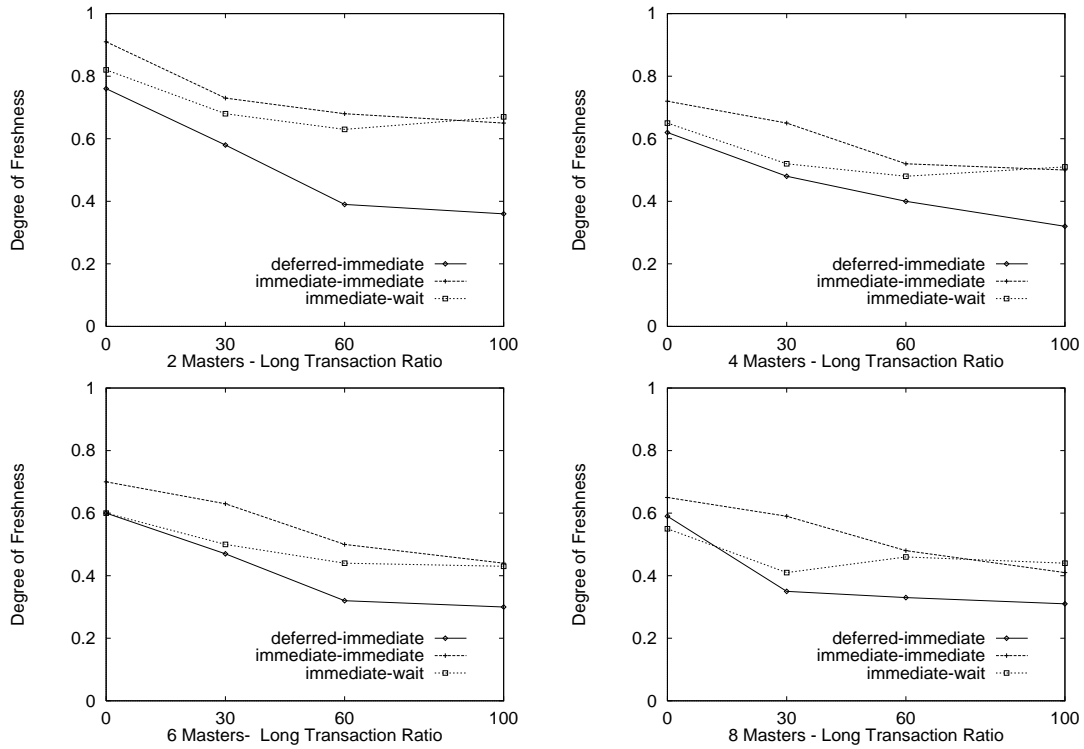 1
0.8
0.6
0.4
0.2
0
Degree of Freshness
deferred-immediate
immediate-immediate
immediate-wait
0 30 60 100
2 Masters - Long Transaction Ratio
1
0.8
0.6
0.4
0.2
0
Degree of Freshness
deferred-immediate
immediate-immediate
immediate-wait
0 30 60 100
4 Masters - Long Transaction Ratio
1
0.8
0.6
0.4
0.2
0
Degree of Freshness
deferred-immediate
immediate-immediate
immediate-wait
0 30 60 100
6 Masters- Long Transaction Ratio
1
0.8
0.6
0.4
0.2
0
Degree of Freshness
deferred-immediate
immediate-immediate
immediate-wait
0 30 60 100
8 Masters - Long Transaction Ratio